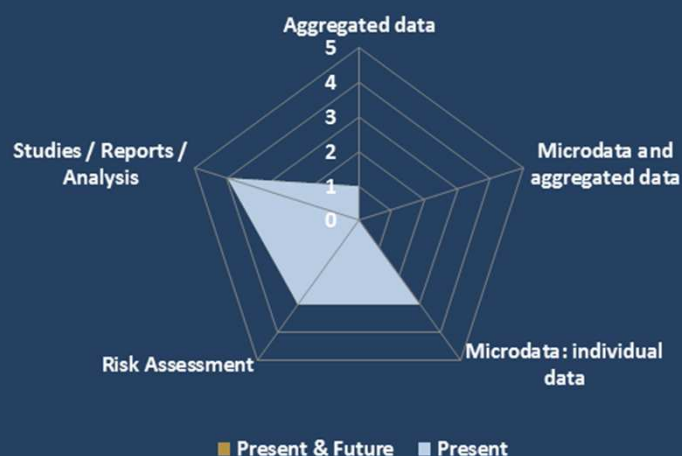 Aggregated data
5
4
3
2
1
0
Studies / Reports /
Analysis
Microdata and
aggregated data
Risk Assessment
Microdata: individual
data
Present & Future
Present